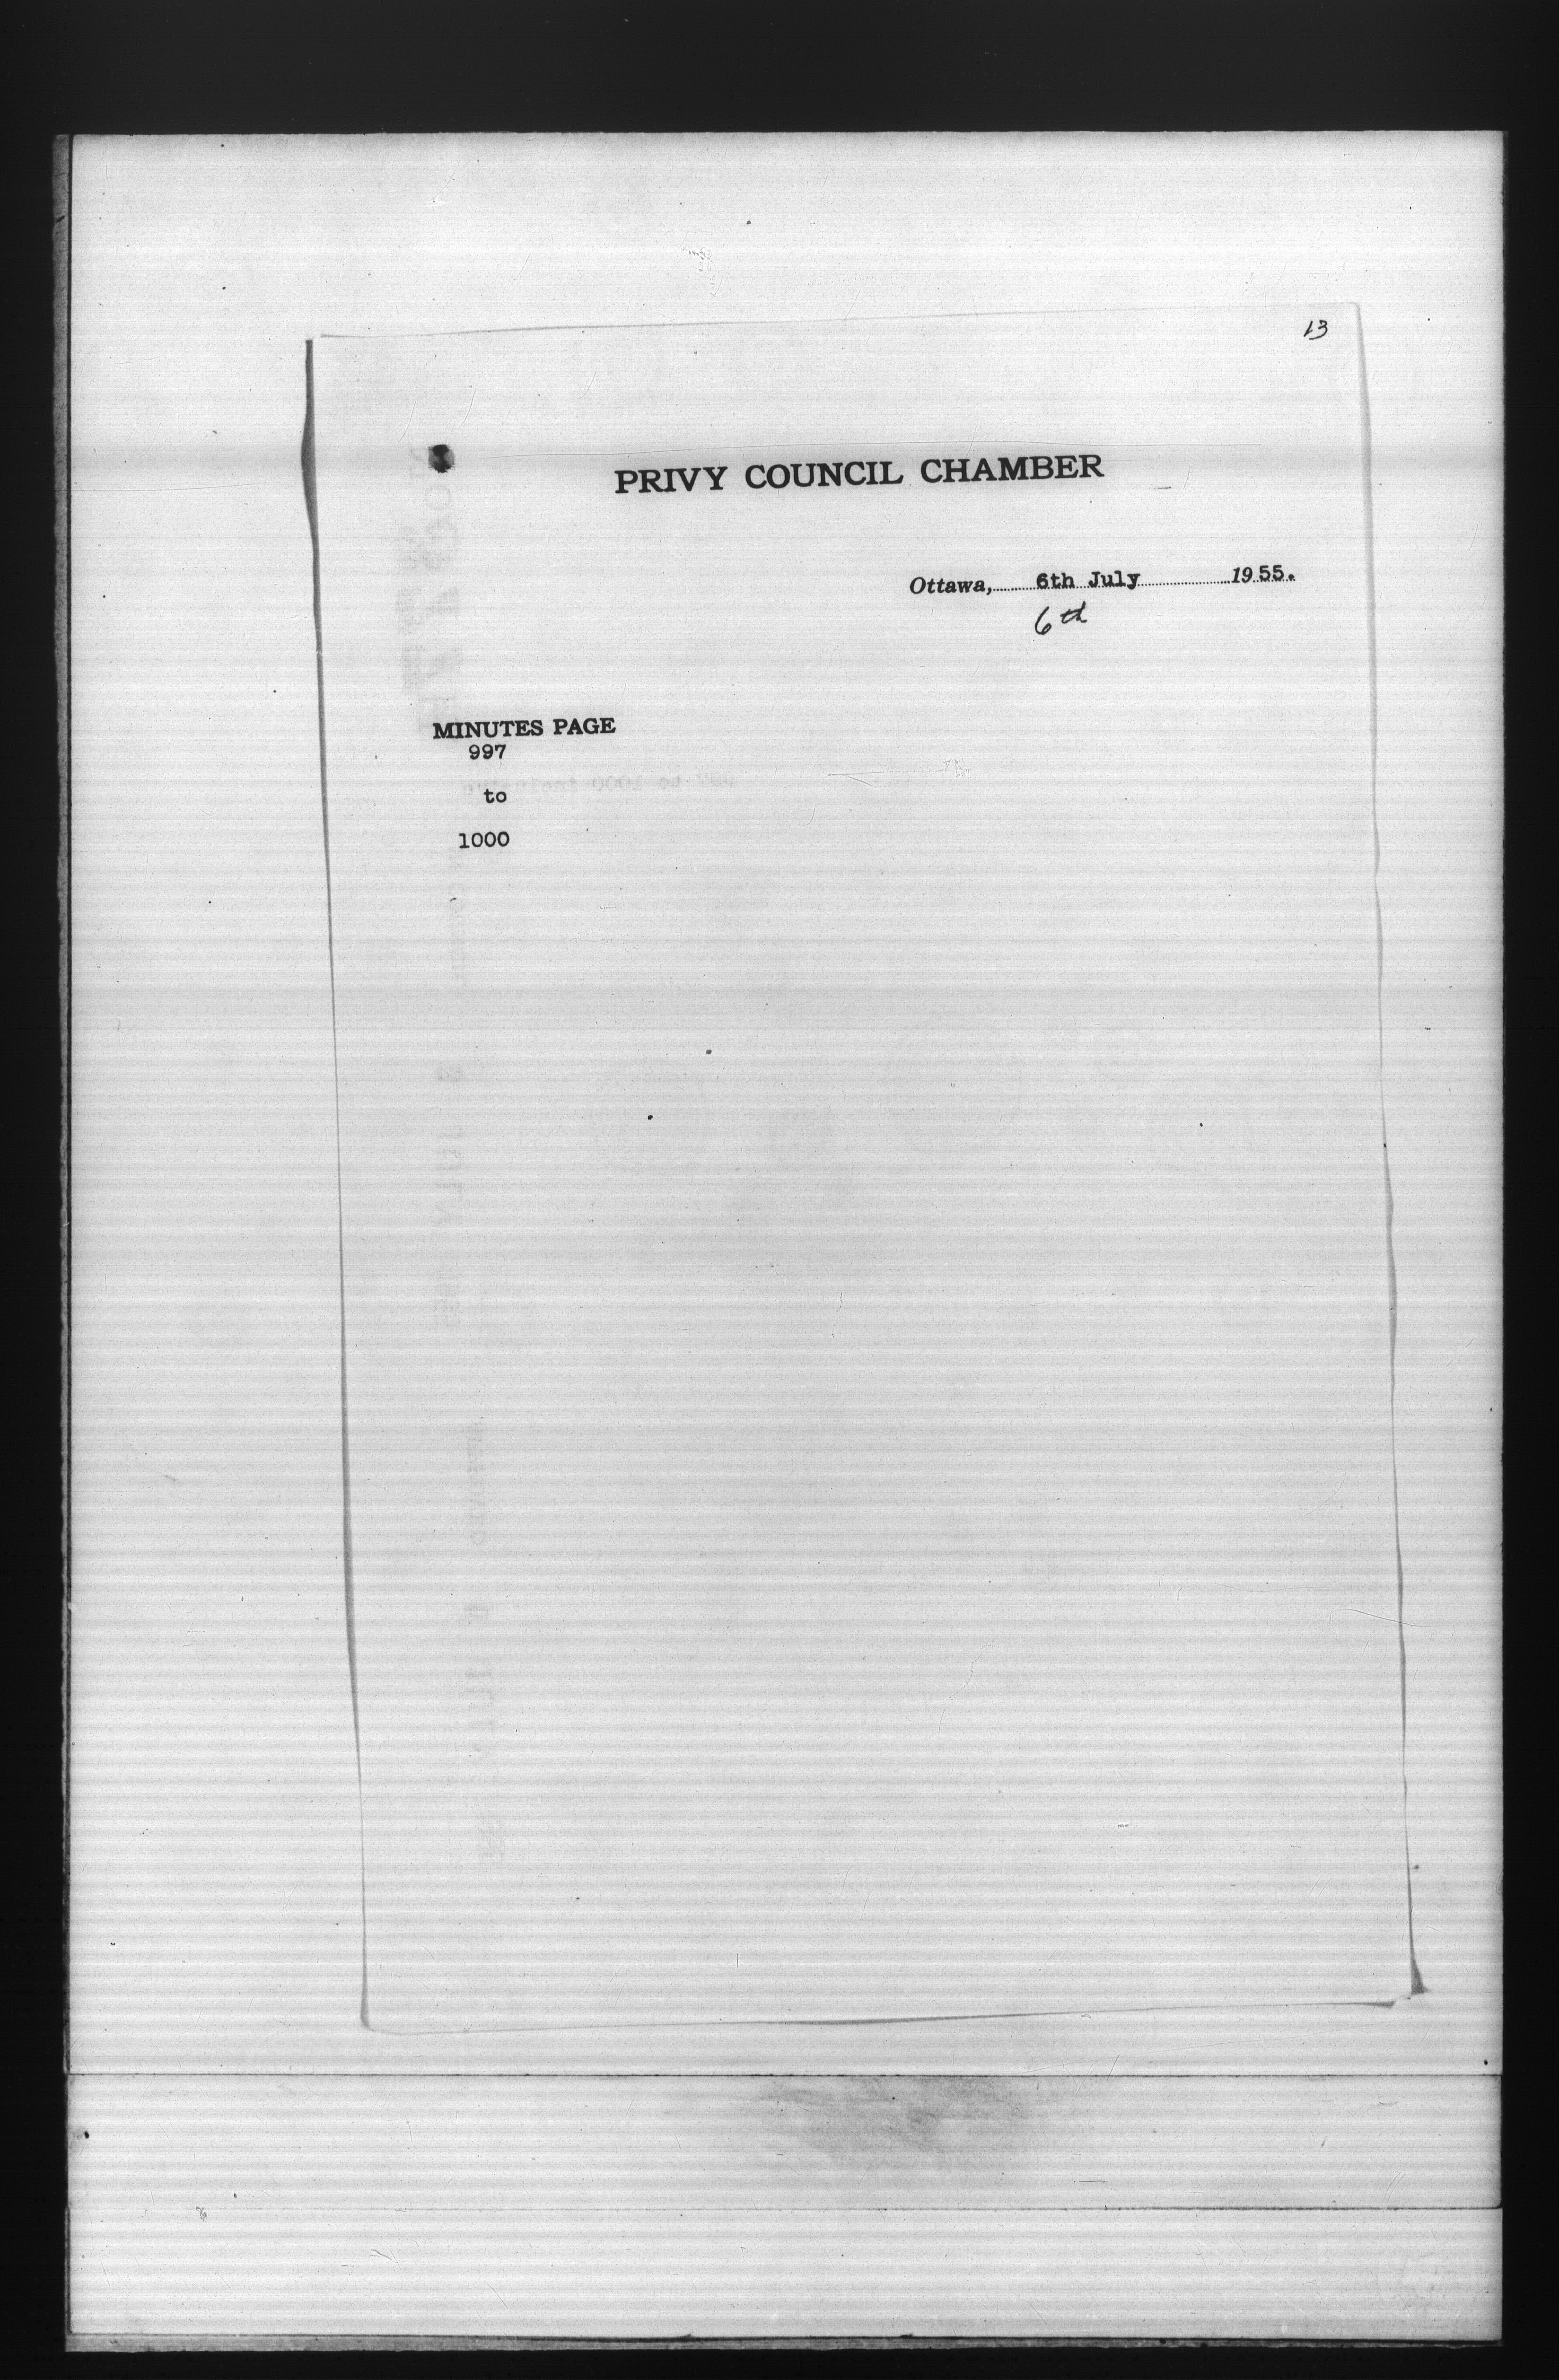 13
PRIVY COUNCIL CHAMBER
Ottawa, 6th July 1955.
6th
MINUTES PAGE
997
to
1000